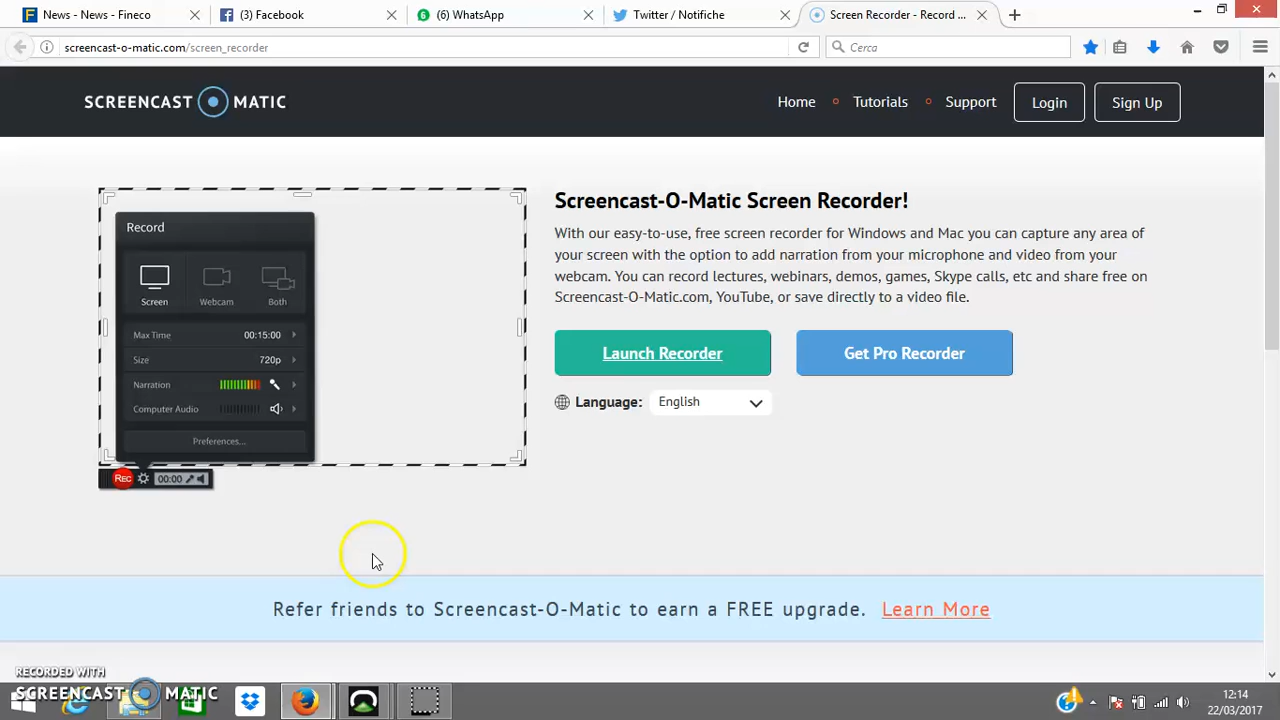 News - News - Fineco
(3) Facebook
(6) WhatsApp
Twitter / Notifiche
Screen Recorder - Record ...
screencast-o-matic.com/screen_recorder
Cerca
SCREENCAST MATIC
Home
Tutorials
Support
Login
Sign Up
Record
Screen
Webcam
Both
Max Time 00:15:00
Size 720p
Narration
Computer Audio
Preferences...
REC 00:00
Screencast-O-Matic Screen Recorder!
With our easy-to-use, free screen recorder for Windows and Mac you can capture any area of
your screen with the option to add narration from your microphone and video from your
webcam. You can record lectures, webinars, demos, games, Skype calls, etc and share free on
Screencast-O-Matic.com, YouTube, or save directly to a video file.
Launch Recorder
Get Pro Recorder
Language: English
Refer friends to Screencast-O-Matic to earn a FREE upgrade. Learn More
RECORDED WITH
SCREENCAST MATIC
12:14
22/03/2017